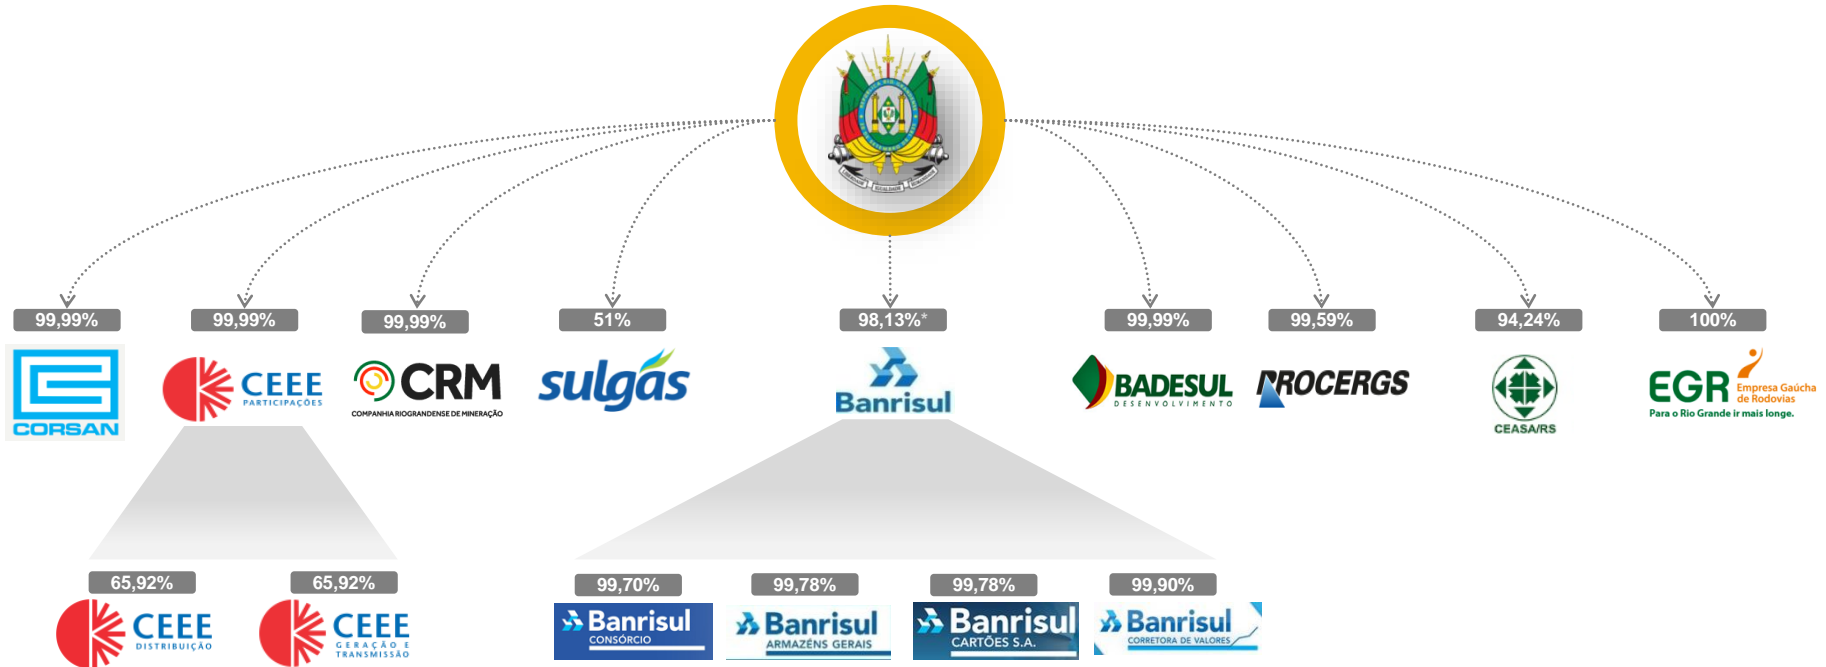 LIBERDADE IGUALDADE HUMANIDADE
99,99%
99,99%
99,99%
51%
98,13%*
99,99%
99,59%
94,24%
100%
CORSAN
CEEE
PARTICIPAÇÕES
CRM
COMPANHIA RIOGRANDENSE DE MINERAÇÃO
sulgás
Banrisul
BADESUL
DESENVOLVIMENTO
PROCERGS
CEASA/RS
EGR
Empresa Gaúcha
de Rodovias
Para o Rio Grande ir mais longe.
65,92%
65,92%
99,70%
99,78%
99,78%
99,90%
CEEE
DISTRIBUIÇÃO
CEEE
GERAÇÃO E
TRANSMISSÃO
Banrisul
CONSÓRCIO
Banrisul
ARMAZÉNS GERAIS
Banrisul
CARTÕES S.A.
Banrisul
CORRETORA DE VALORES